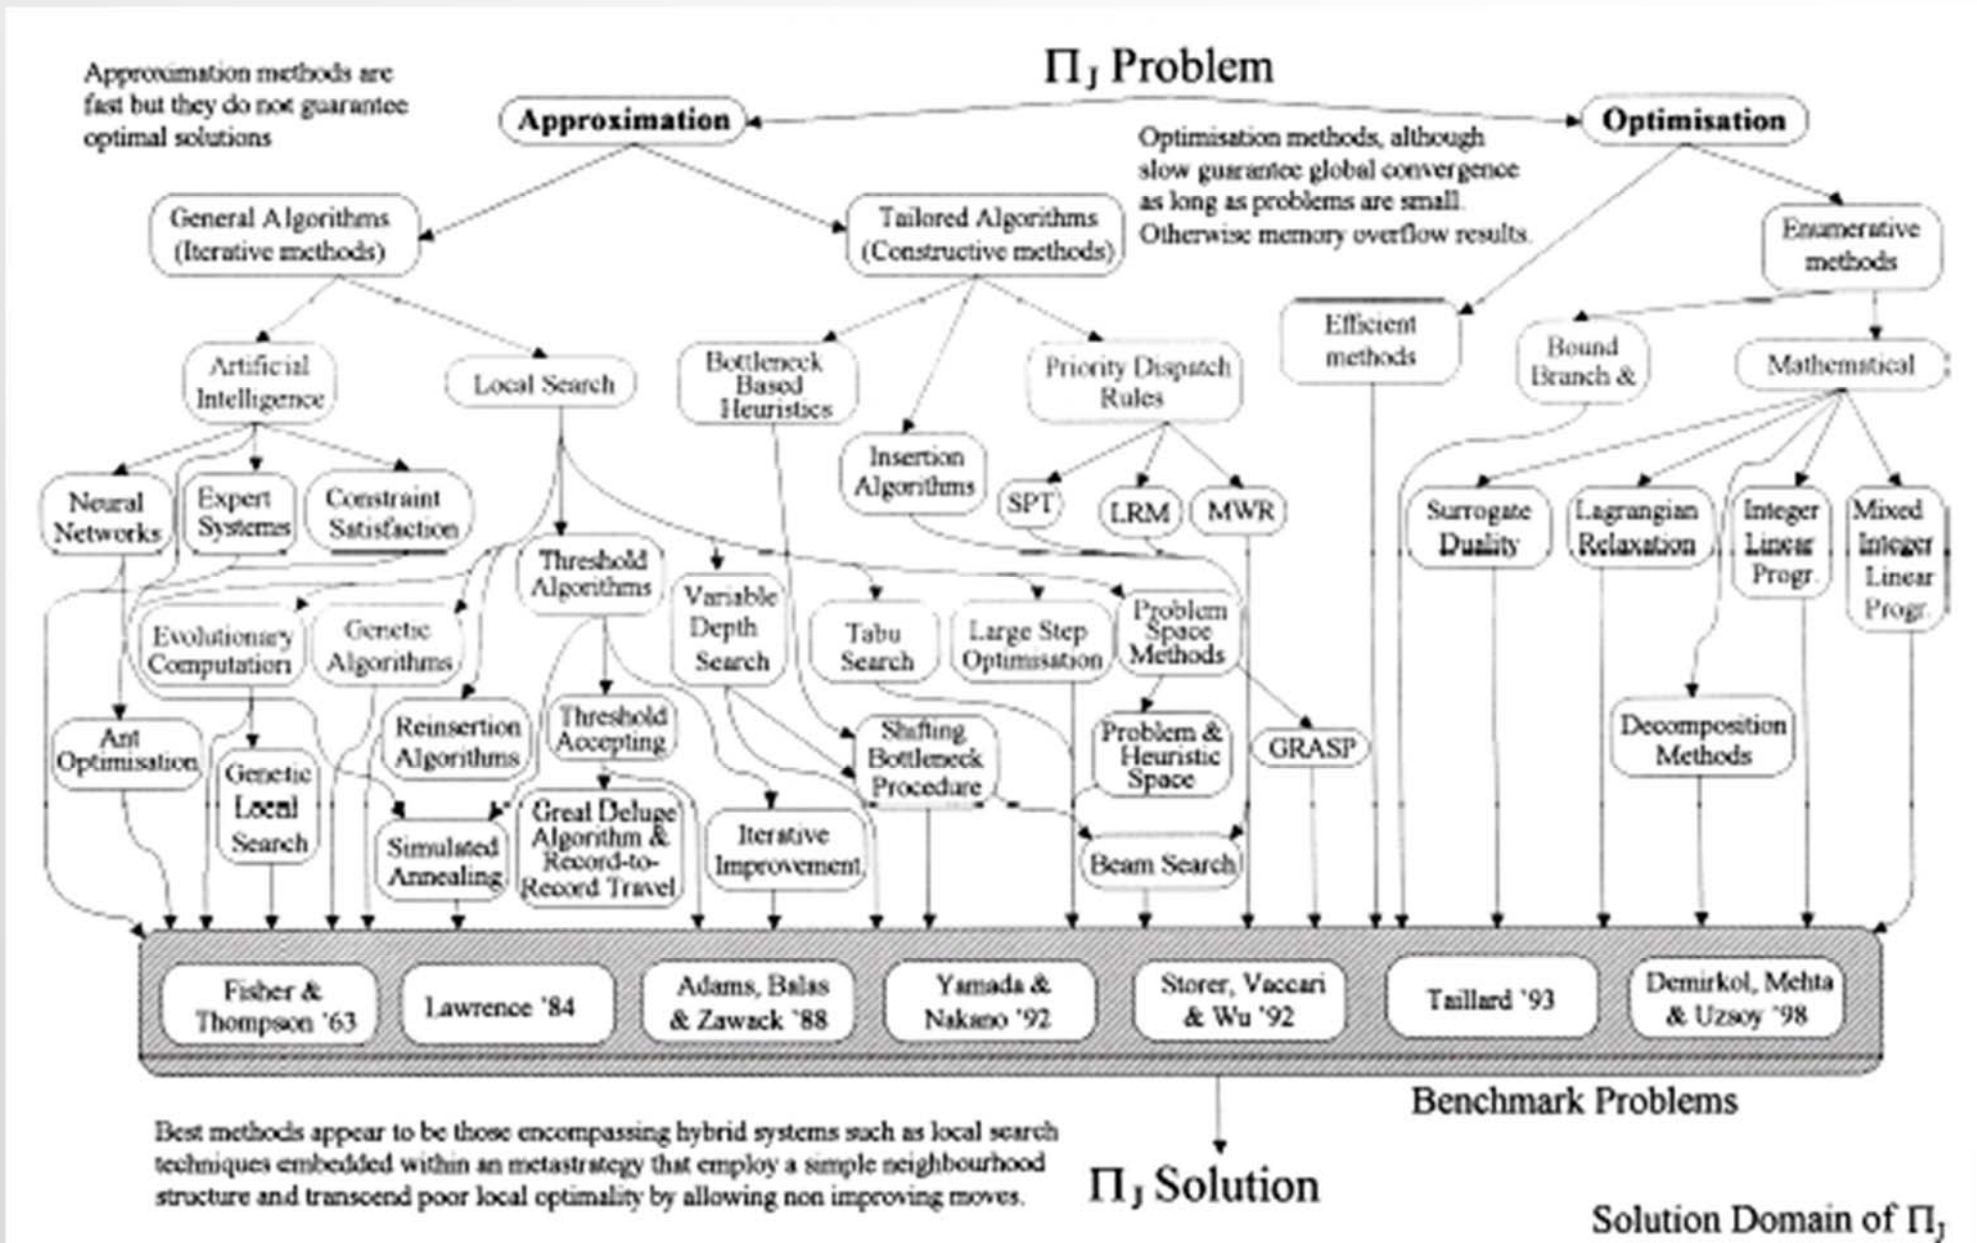 Π_J Problem
Approximation methods are
fast but they do not guarantee
optimal solutions
Approximation
Optimisation
Optimisation methods, although
slow guarantee global convergence
as long as problems are small.
Otherwise memory overflow results.
General Algorithms
(Iterative methods)
Tailored Algorithms
(Constructive methods)
Enumerative
methods
Efficient
methods
Artificial
Intelligence
Local Search
Bottleneck
Based
Heuristics
Priority Dispatch
Rules
Bound
Branch &
Mathematical
Insertion
Algorithms
Neural
Networks
Expert
Systems
Constraint
Satisfaction
SPT
LRM
MWR
Surrogate
Duality
Lagrangian
Relaxation
Integer
Linear
Progr.
Mixed
Integer
Linear
Progr.
Threshold
Algorithms
Variable
Depth
Search
Evolutionary
Computation
Genetic
Algorithms
Tabu
Search
Large Step
Optimisation
Problem
Space
Methods
Ant
Optimisation
Reinsertion
Algorithms
Threshold
Accepting
Shifting
Bottleneck
Procedure
Problem &
Heuristic
Space
GRASP
Decomposition
Methods
Genetic
Local
Search
Simulated
Annealing
Greal Deluge
Algorithm &
Record-to-
Record Travel
Iterative
Improvement
Beam Search
Fisher &
Thompson '63
Lawrence '84
Adams, Balas
& Zawack '88
Yamada &
Nakano '92
Storer, Vaccari
& Wu '92
Taillard '93
Demirkol, Mehta
& Uzsoy '98
Benchmark Problems
Best methods appear to be those encompassing hybrid systems such as local search
techniques embedded within an metastrategy that employ a simple neighbourhood
structure and transcend poor local optimality by allowing non improving moves.
Π_J Solution
Solution Domain of Π_J